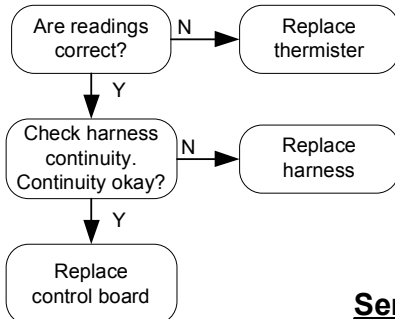 Are readings
correct?
N
Replace
thermister
Y
Check harness
continuity.
Continuity okay?
N
Replace
harness
Y
Replace
control board